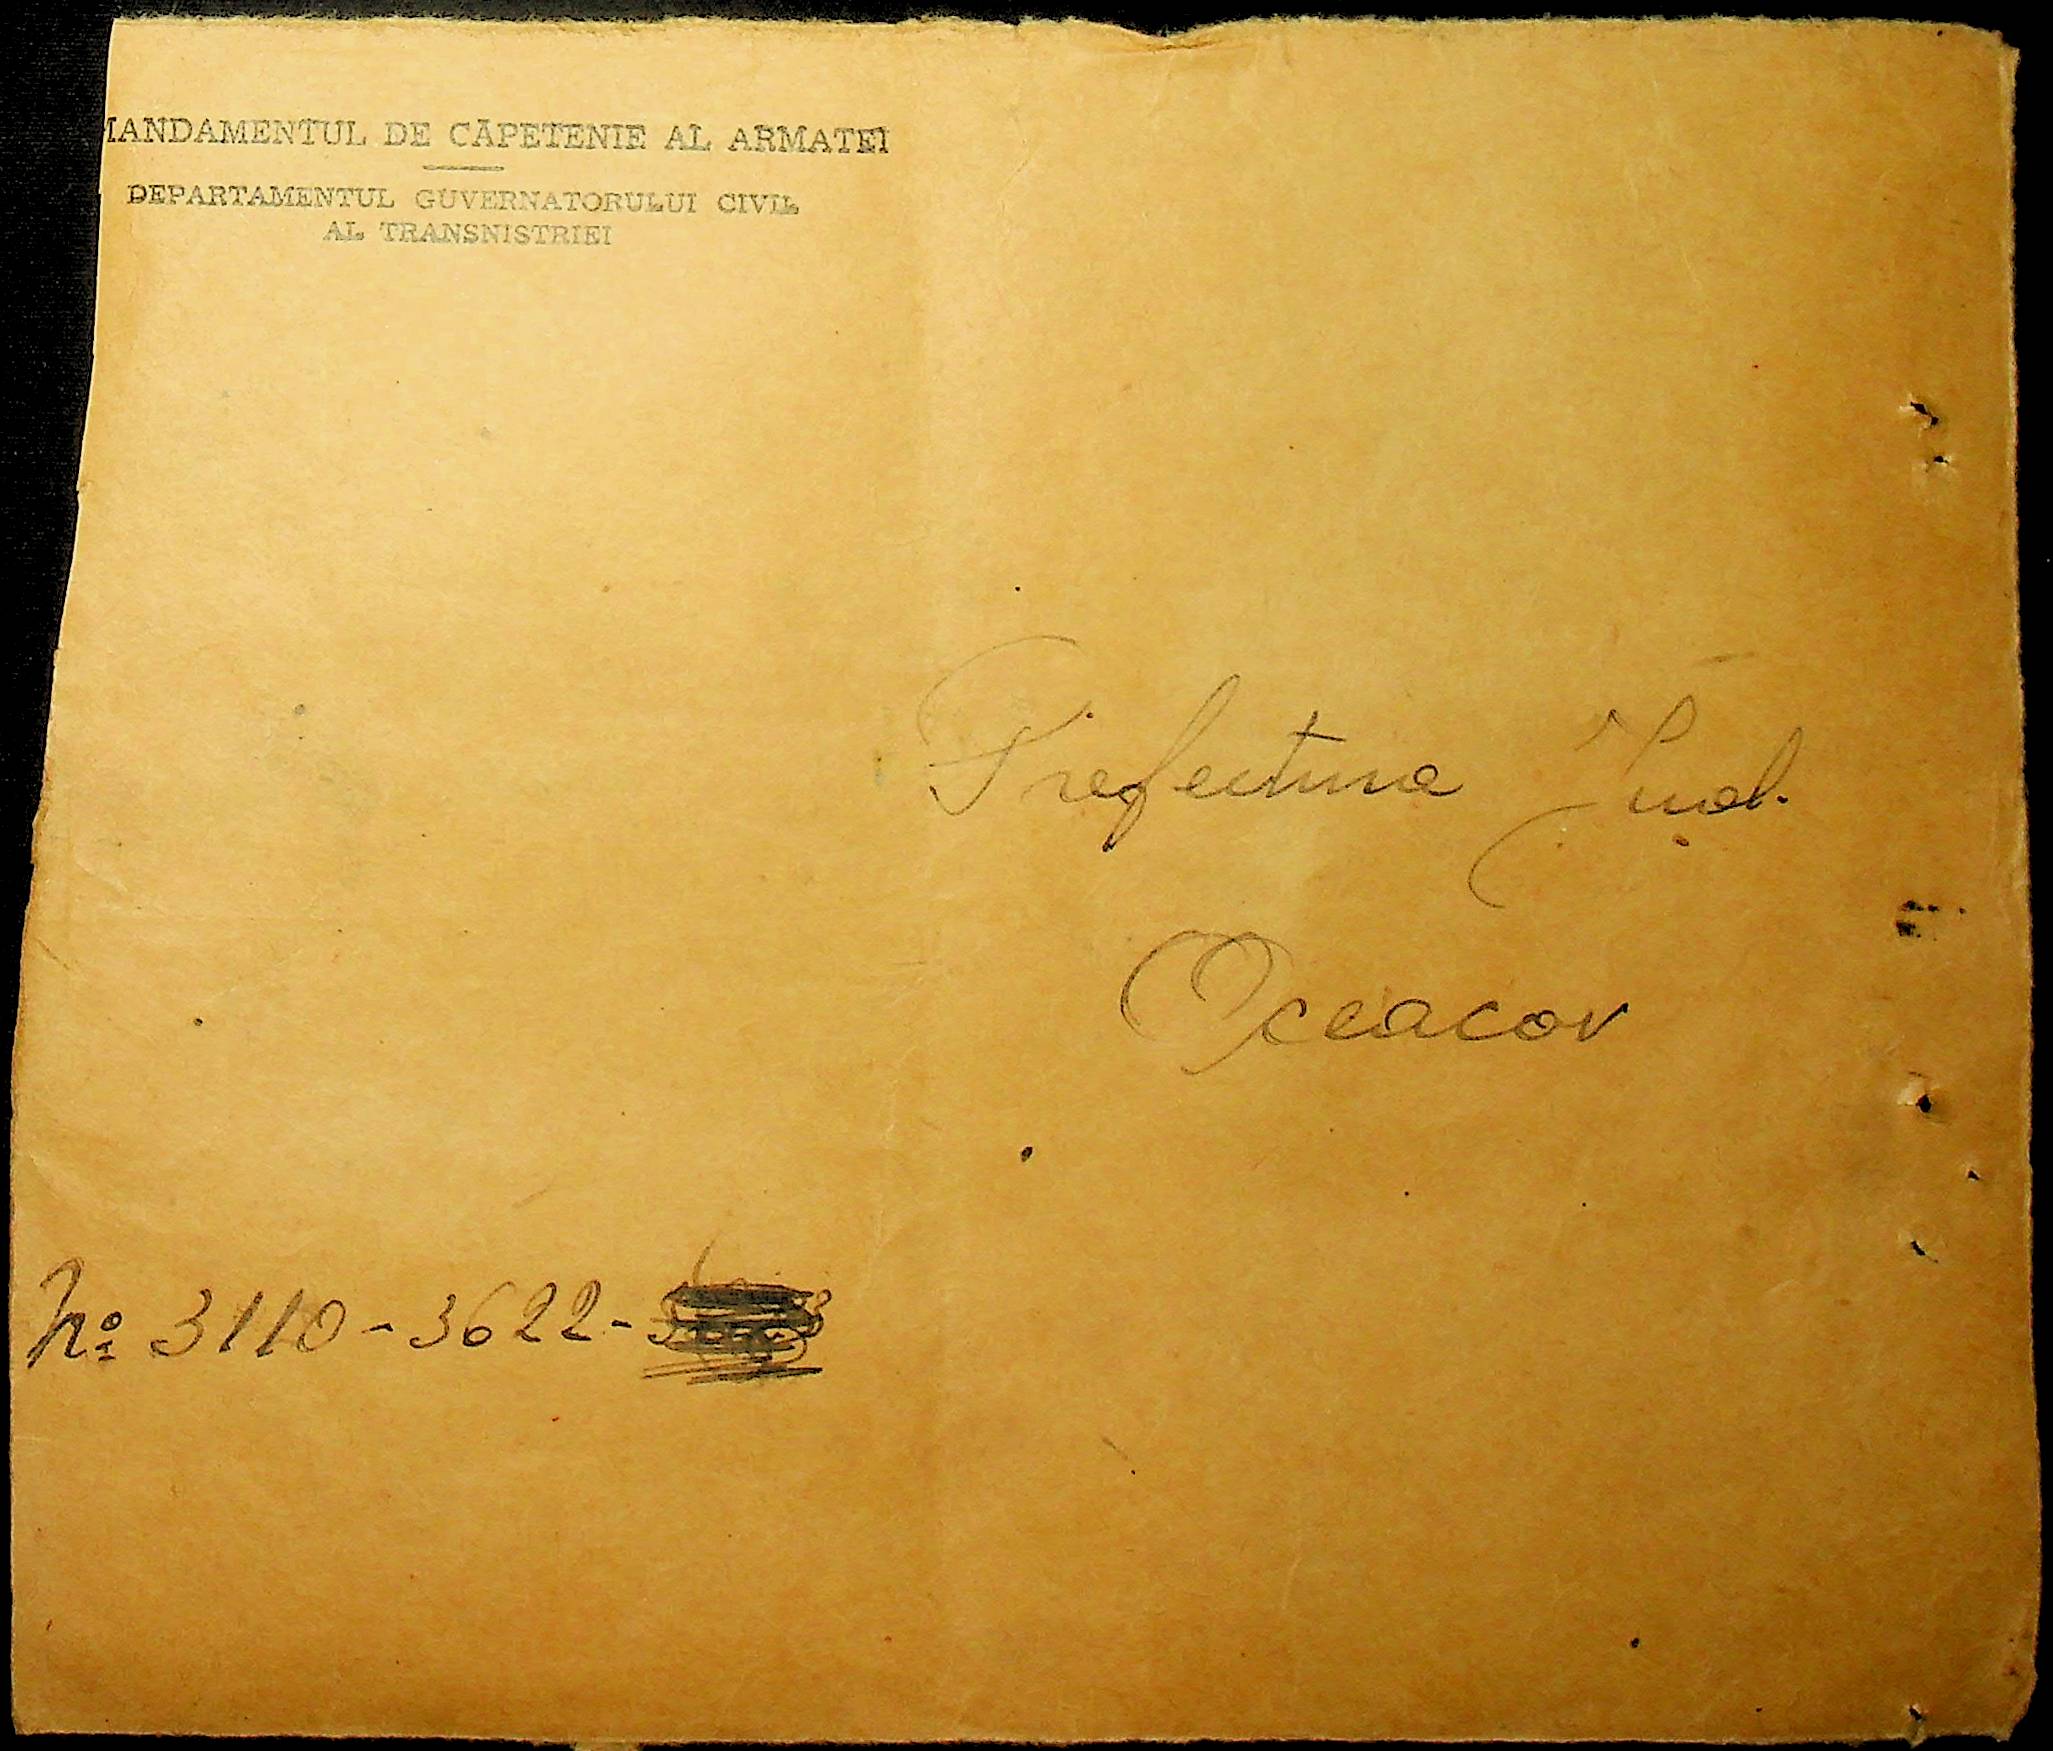 MANDAMENTUL DE CĂPETENIE AL ARMATEI
DEPARTAMENTUL GUVERNATORULUI CIVIL
AL TRANSNISTRIEI
Prefectura Jud.
Oceacov
No 3110-3622-